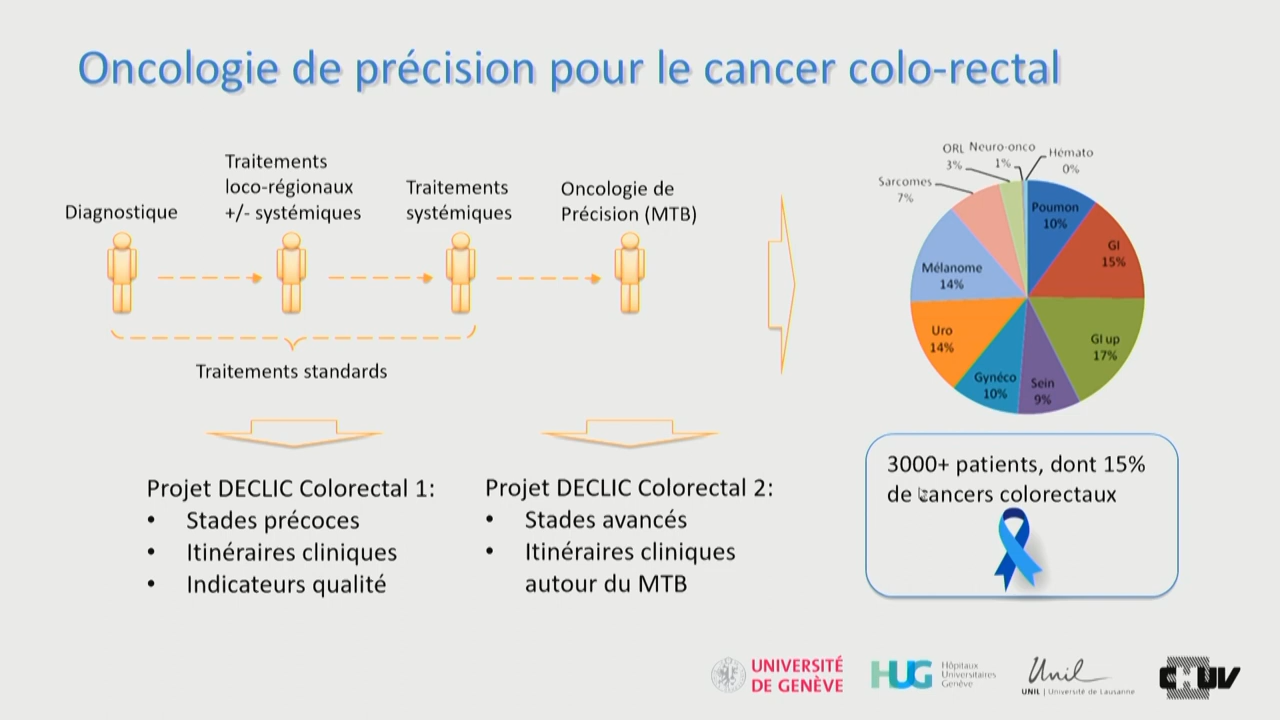 Oncologie de précision pour le cancer colo-rectal
Diagnostique
Traitements
loco-régionaux
+/- systémiques
Traitements
systémiques
Oncologie de
Précision (MTB)
Traitements standards
Projet DECLIC Colorectal 1:
• Stades précoces
• Itinéraires cliniques
• Indicateurs qualité
Projet DECLIC Colorectal 2:
• Stades avancés
• Itinéraires cliniques
autour du MTB
ORL
3%
Neuro-onco
1%
Hémato
0%
Sarcomes
7%
Poumon
10%
GI
15%
Mélanome
14%
Uro
14%
GI up
17%
Gynéco
10%
Sein
9%
3000+ patients, dont 15%
de cancers colorectaux
UNIVERSITÉ
DE GENÈVE
HUG
Hôpitaux
Universitaires
Genève
Unil
UNIL | Université de Lausanne
CHUV